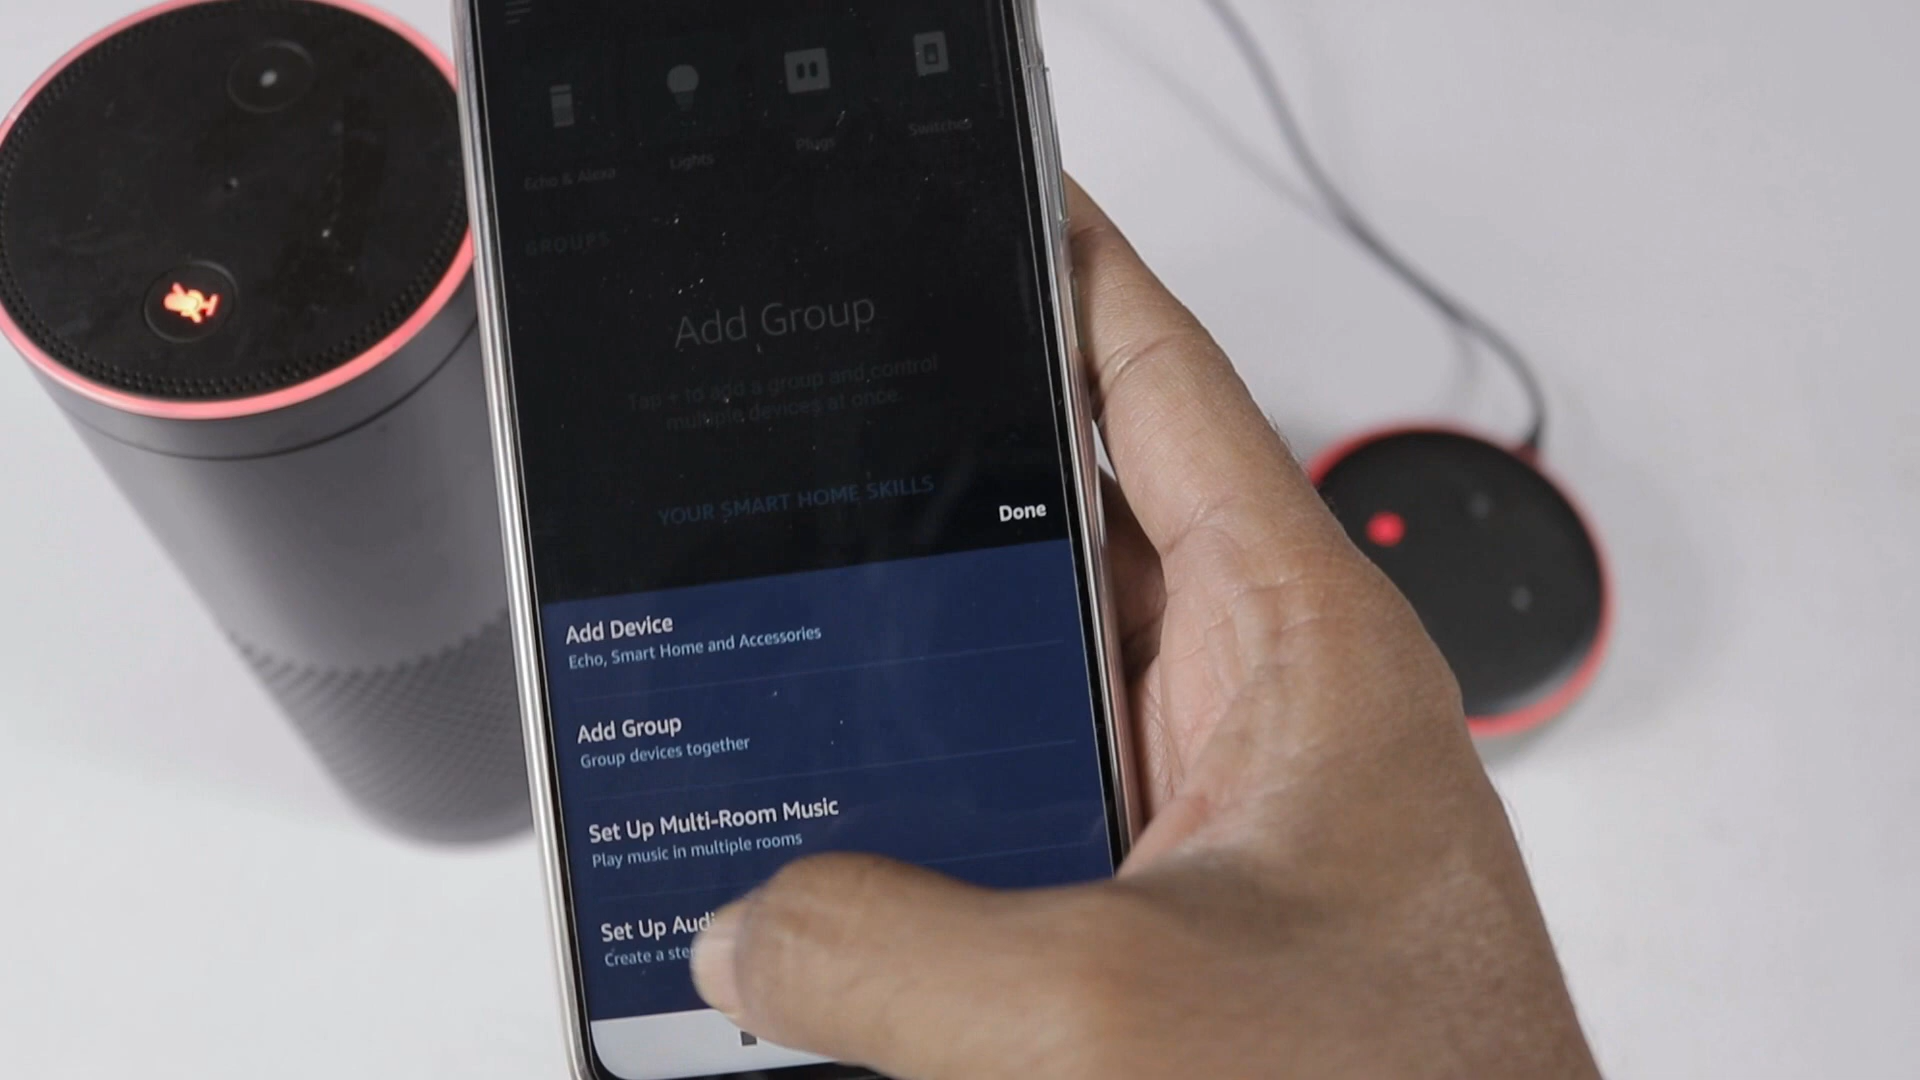 Echo & Alexa
Lights
Plugs
Switches
GROUPS
Add Group
Tap + to add a group and control
multiple devices at once.
YOUR SMART HOME SKILLS
Done
Add Device
Echo, Smart Home and Accessories
Add Group
Group devices together
Set Up Multi-Room Music
Play music in multiple rooms
Set Up Audi
Create a ste